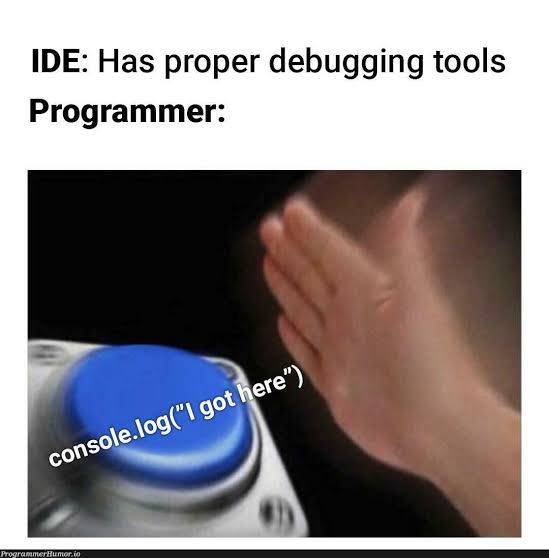 IDE: Has proper debugging tools
Programmer:
console.log("I got here")
ProgrammerHumor.io